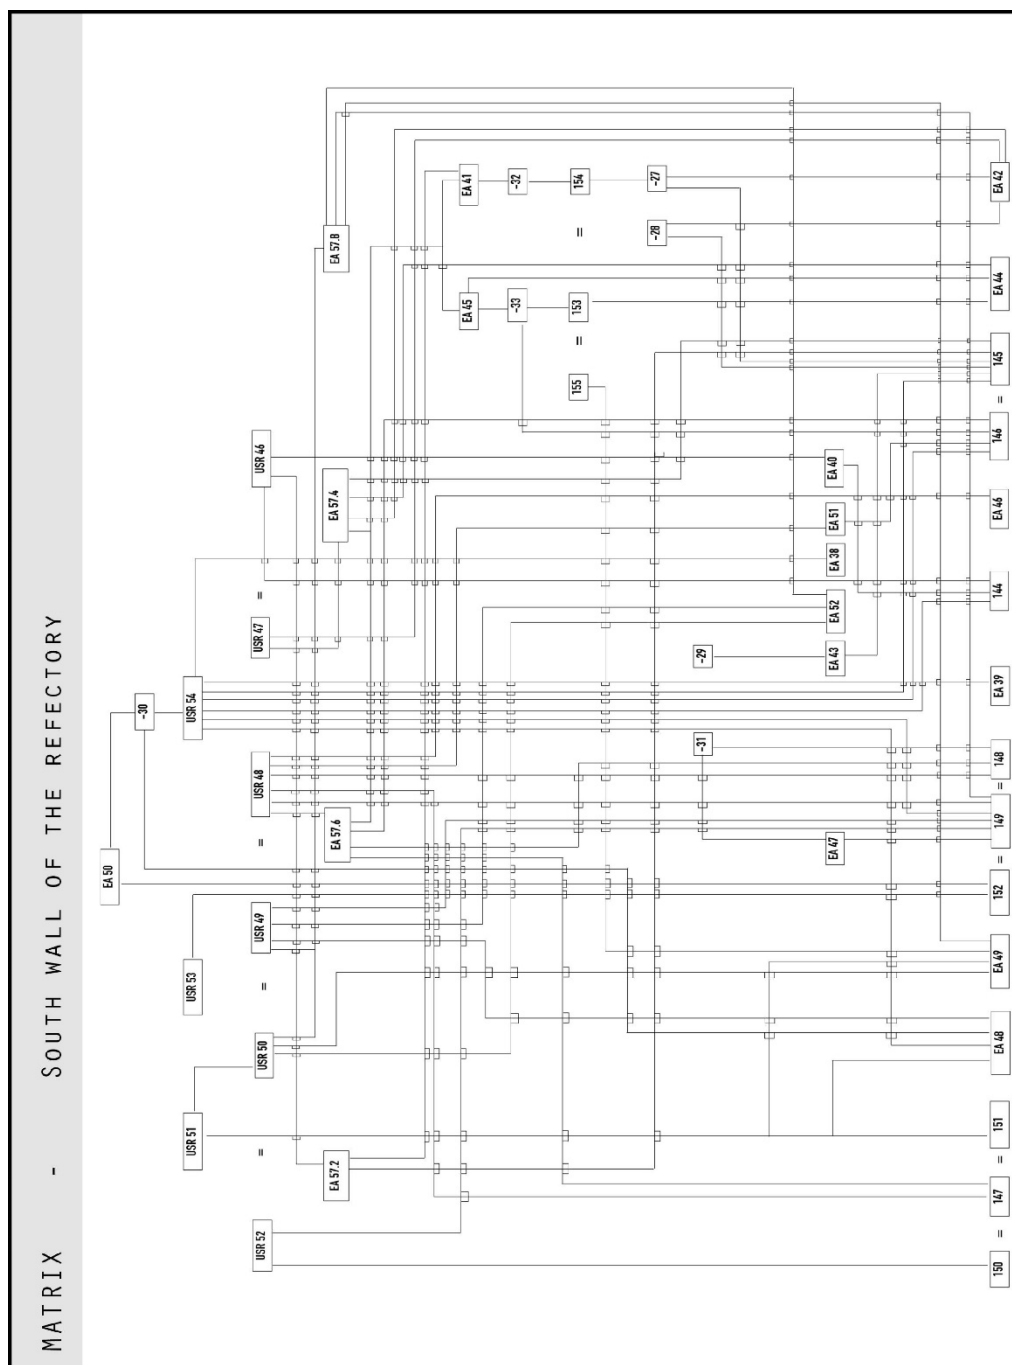 MATRIX - SOUTH WALL OF THE REFECTORY
EA 50
-30
USR 51 USR 53 USR 54
USR 52 = USR 50 = USR 49 = USR 48 USR 47 = USR 46
EA 57.2 EA 57.6 EA 57.4 EA 57.B
EA 45 EA 41
-33 -32
155 = 153 = 154
-28 -27
-31 -29
EA 47 EA 43 EA 52 EA 38 EA 51 EA 40
150 = 147 = 151 EA 48 EA 49 152 = 149 = 148 EA 39 144 EA 46 146 = 145 EA 44 EA 42